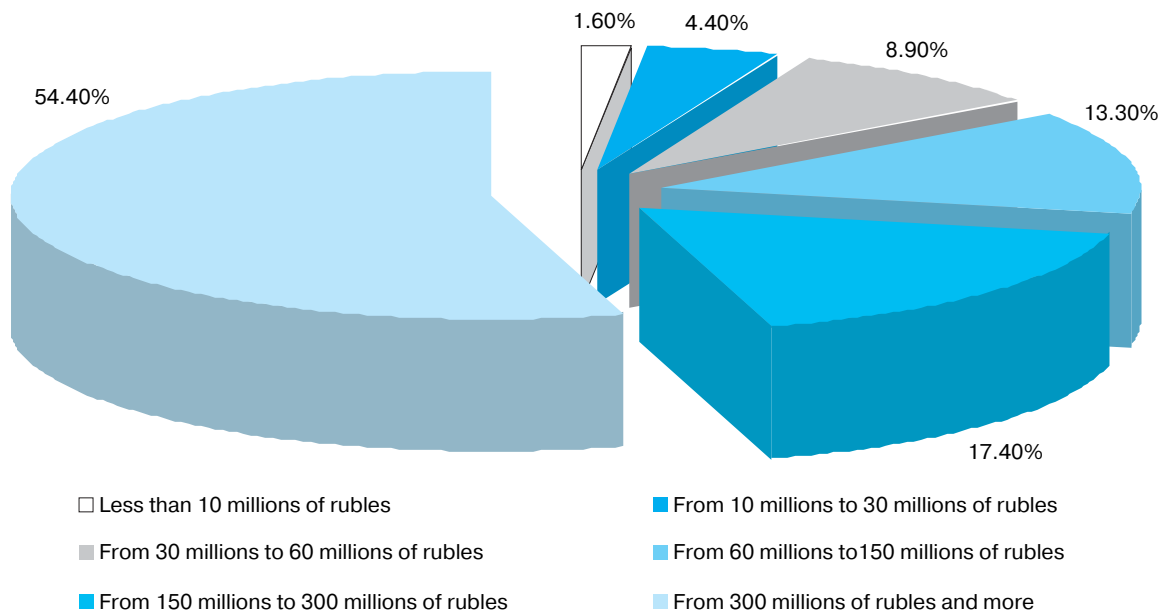 1.60%
4.40%
8.90%
54.40%
13.30%
17.40%
Less than 10 millions of rubles
From 10 millions to 30 millions of rubles
From 30 millions to 60 millions of rubles
From 60 millions to150 millions of rubles
From 150 millions to 300 millions of rubles
From 300 millions of rubles and more